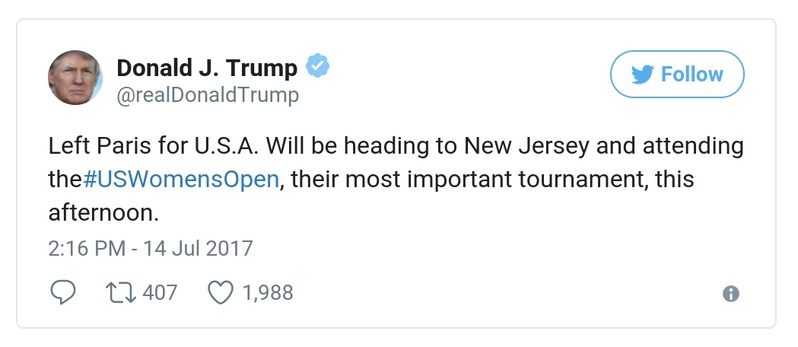 Donald J. Trump
@realDonaldTrump
Follow
Left Paris for U.S.A. Will be heading to New Jersey and attending
the#USWomensOpen, their most important tournament, this
afternoon.
2:16 PM - 14 Jul 2017
407 1,988